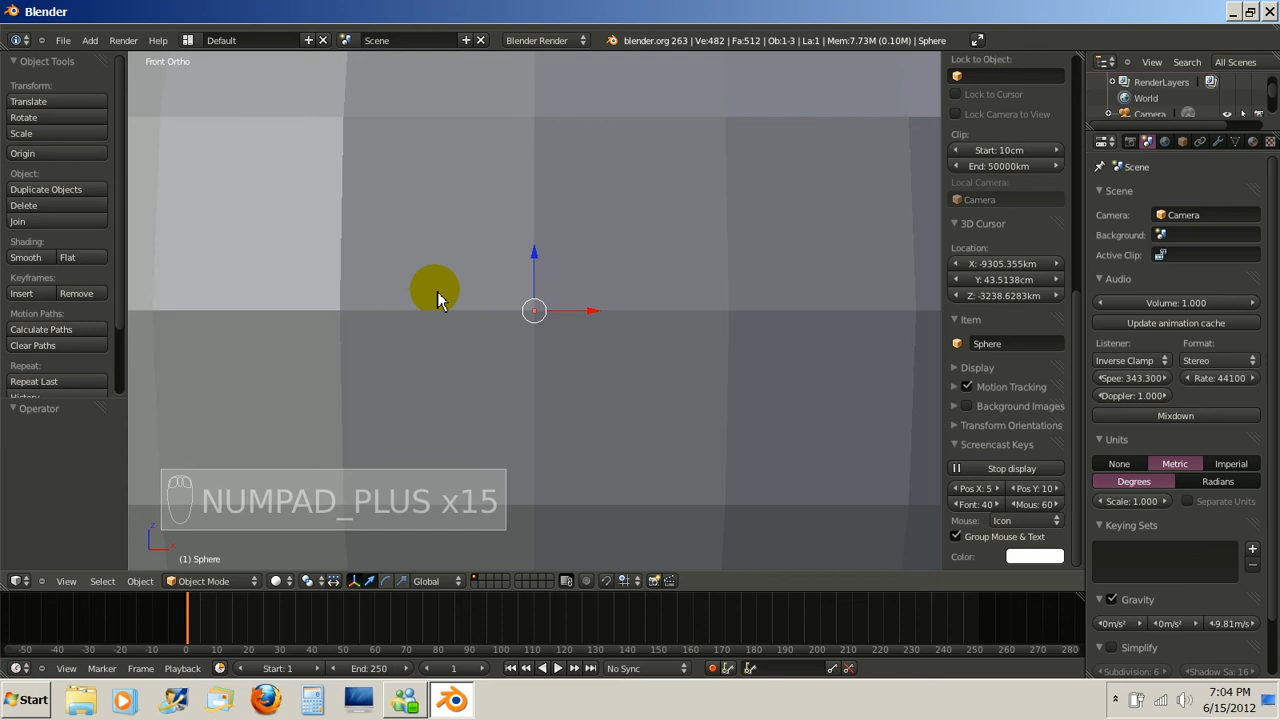 Blender
File Add Render Help Default Scene Blender Render blender.org 263 | Ve:482 | Fa:512 | Ob:1-3 | La:1 | Mem:7.73M (0.10M) | Sphere
Object Tools
Transform:
Translate
Rotate
Scale
Origin
Object:
Duplicate Objects
Delete
Join
Shading:
Smooth Flat
Keyframes:
Insert Remove
Motion Paths:
Calculate Paths
Clear Paths
Repeat:
Repeat Last
Operator
Front Ortho
NUMPAD_PLUS x15
z
x
(1) Sphere
View Select Object Object Mode Global
Lock to Object:
Lock to Cursor
Lock Camera to View
Clip:
Start: 10cm
End: 50000km
Local Camera:
Camera
3D Cursor
Location:
X: -9305.355km
Y: 43.5138cm
Z: -3238.6283km
Item
Sphere
Display
Motion Tracking
Background Images
Transform Orientations
Screencast Keys
Stop display
Pos X: 5 Pos Y: 10
Font: 40 Mous: 60
Mouse: Icon
Group Mouse & Text
Color:
View Search All Scenes
RenderLayers
World
Camera
Scene
Scene
Camera: Camera
Background:
Active Clip:
Audio
Volume: 1.000
Update animation cache
Listener: Format:
Inverse Clamp Stereo
Spee: 343.300 Rate: 44100
Doppler: 1.000
Mixdown
Units
None Metric Imperial
Degrees Radians
Scale: 1.000 Separate Units
Keying Sets
Gravity
0m/s² 0m/s² -9.81m/s
Simplify
Subdivision: 6 Shadow Sa: 16
-50 -40 -30 -20 -10 0 10 20 30 40 50 60 70 80 90 100 110 120 130 140 150 160 170 180 190 200 210 220 230 240 250 260 270 280
View Marker Frame Playback Start: 1 End: 250 1 No Sync
Start
7:04 PM
6/15/2012